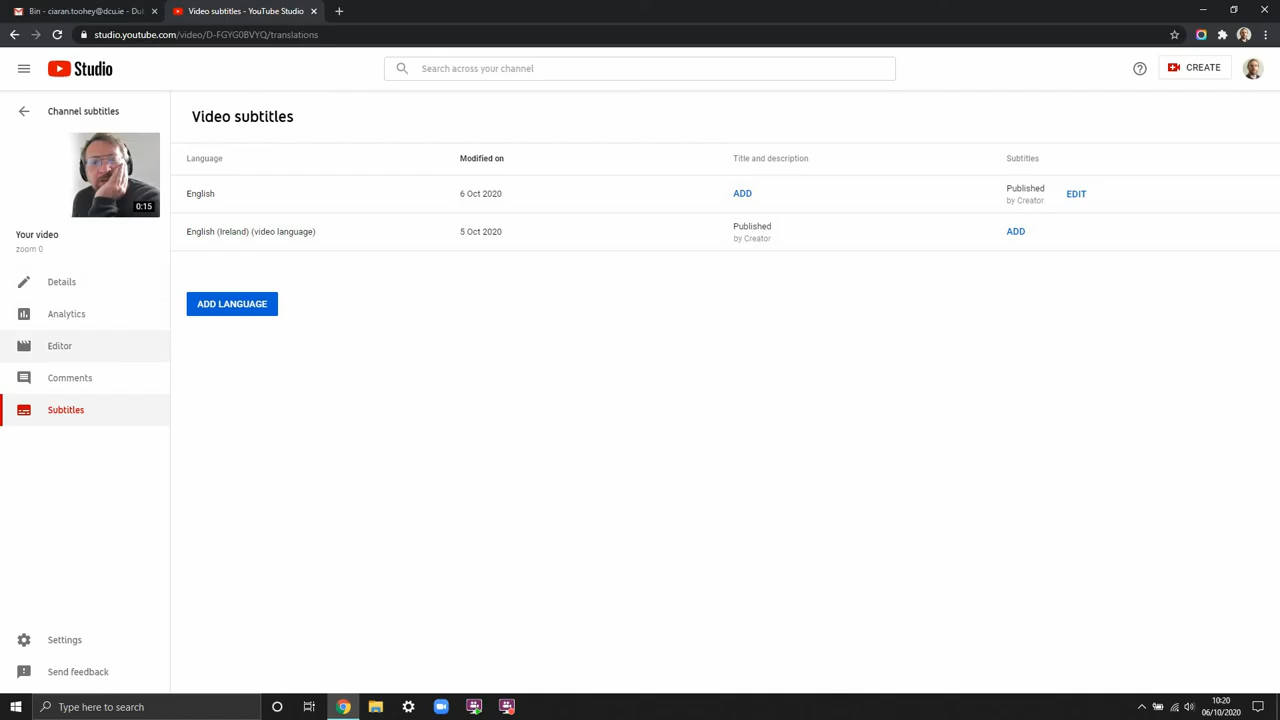 Bin - ciaran.toohey@dcu.ie - Du
Video subtitles - YouTube Studio
studio.youtube.com/video/D-FGYG0BVYQ/translations
Studio
Search across your channel
CREATE
Channel subtitles
Video subtitles
Language
Modified on
Title and description
Subtitles
English
6 Oct 2020
ADD
Published
by Creator
EDIT
0:15
English (Ireland) (video language)
5 Oct 2020
Published
by Creator
ADD
Your video
zoom 0
Details
ADD LANGUAGE
Analytics
Editor
Comments
Subtitles
Settings
Send feedback
Type here to search
10:20
06/10/2020